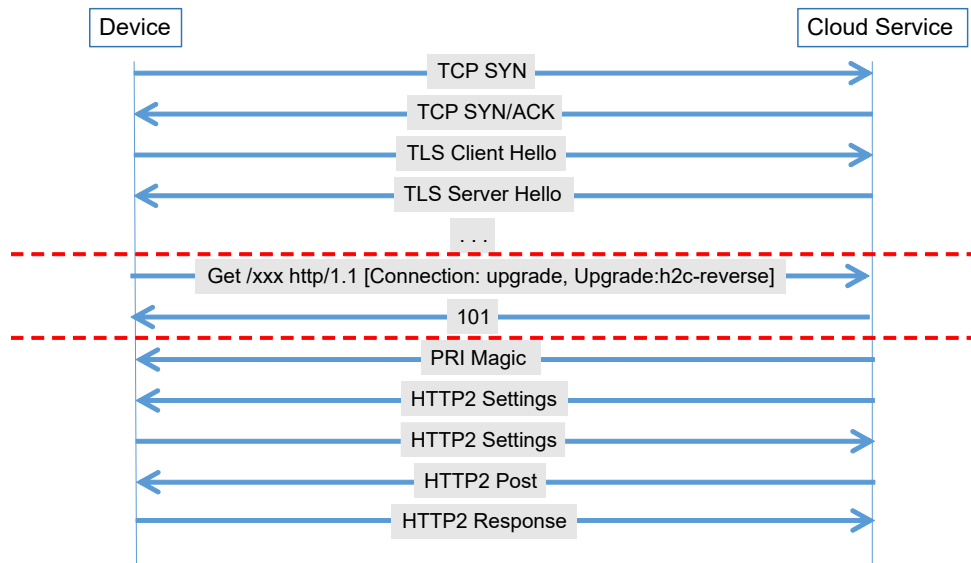 Device
Cloud Service
TCP SYN
TCP SYN/ACK
TLS Client Hello
TLS Server Hello
. . .
Get /xxx http/1.1 [Connection: upgrade, Upgrade:h2c-reverse]
101
PRI Magic
HTTP2 Settings
HTTP2 Settings
HTTP2 Post
HTTP2 Response